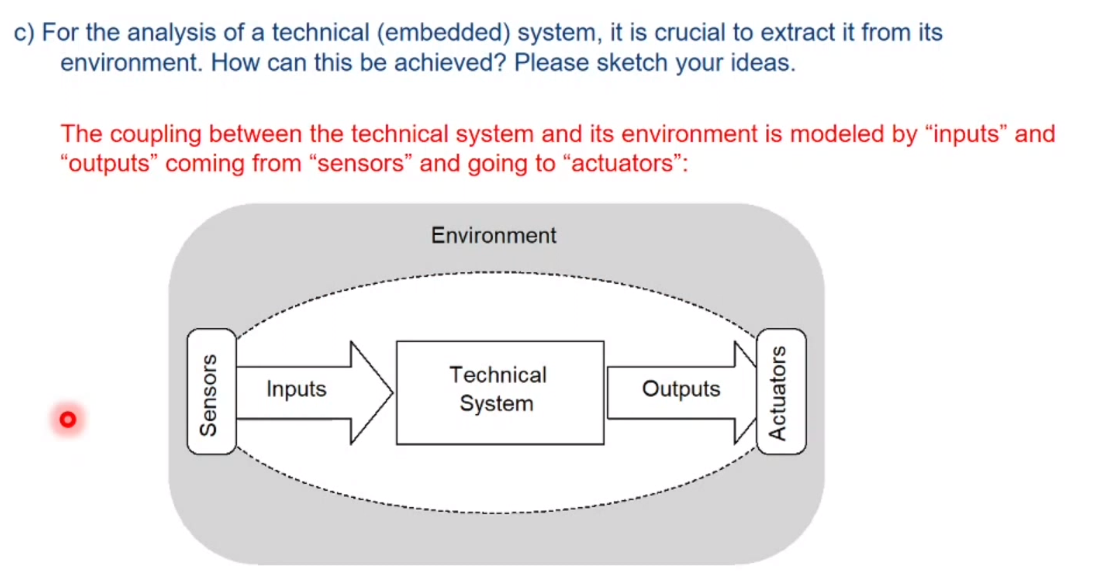 c) For the analysis of a technical (embedded) system, it is crucial to extract it from its
environment. How can this be achieved? Please sketch your ideas.
The coupling between the technical system and its environment is modeled by “inputs” and
“outputs” coming from “sensors” and going to “actuators”:
Environment
Sensors
Inputs
Technical
System
Outputs
Actuators